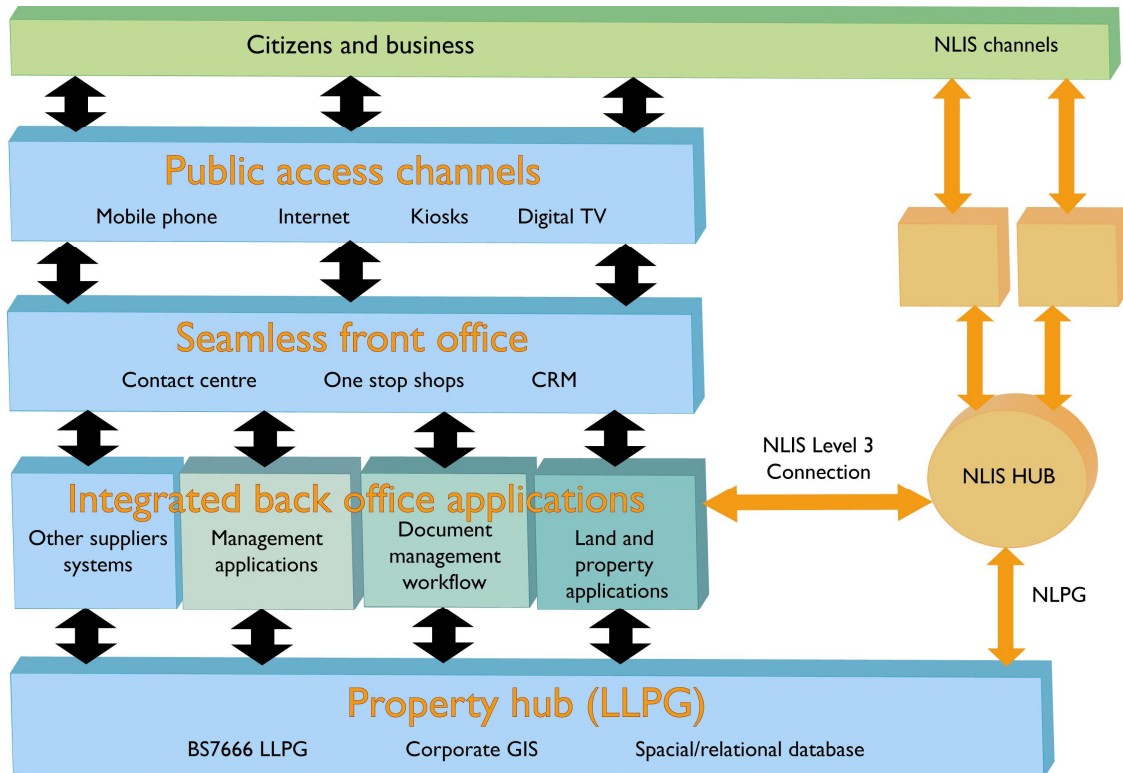 Citizens and business
NLIS channels
Public access channels
Mobile phone
Internet
Kiosks
Digital TV
Seamless front office
Contact centre
One stop shops
CRM
Integrated back office applications
Other suppliers
systems
Management
applications
Document
management
workflow
Land and
property
applications
NLIS Level 3
Connection
NLIS HUB
NLPG
Property hub (LLPG)
BS7666 LLPG
Corporate GIS
Spacial/relational database